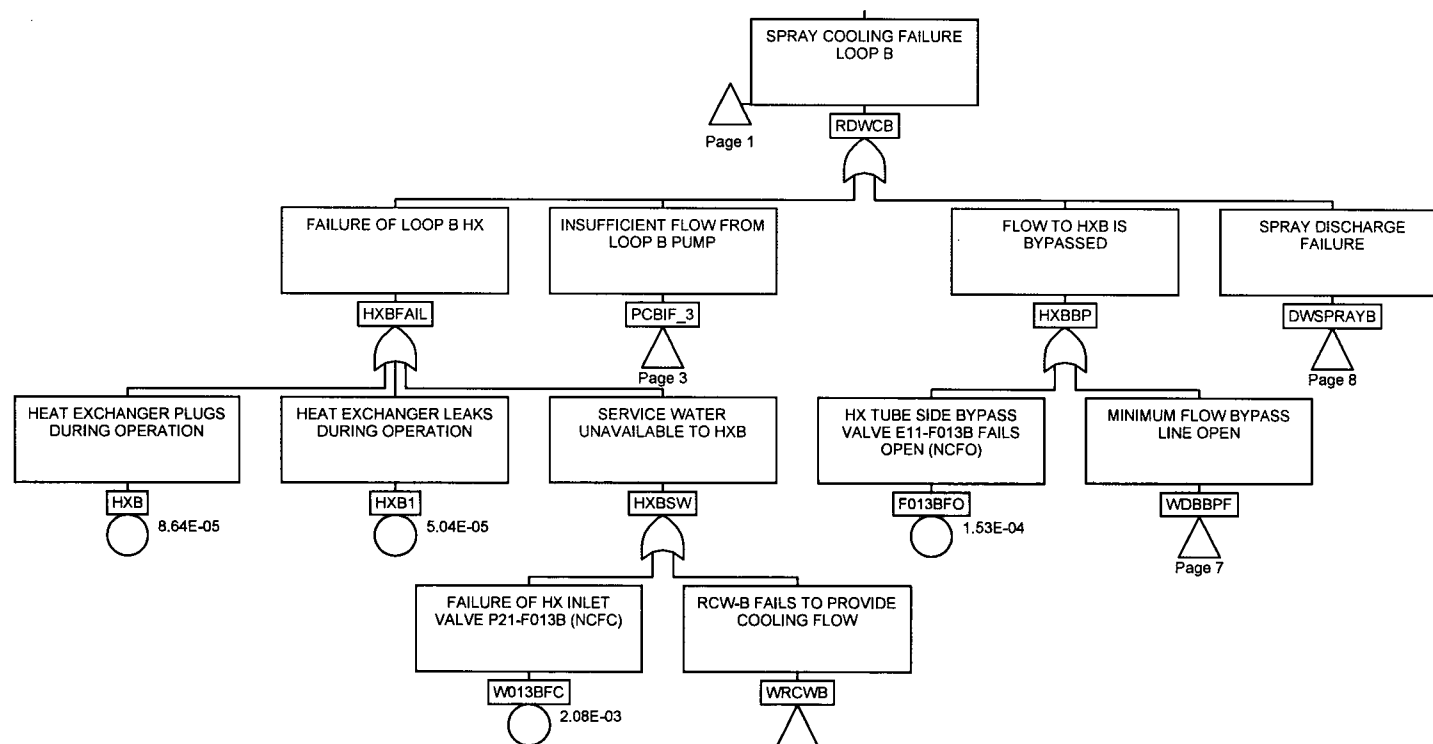 SPRAY COOLING FAILURE
LOOP B
Page 1
RDWCB
FAILURE OF LOOP B HX
INSUFFICIENT FLOW FROM
LOOP B PUMP
FLOW TO HXB IS
BYPASSED
SPRAY DISCHARGE
FAILURE
HXBFAIL
PCBIF_3
HXBBP
DWSPRAYB
Page 3
Page 8
HEAT EXCHANGER PLUGS
DURING OPERATION
HEAT EXCHANGER LEAKS
DURING OPERATION
SERVICE WATER
UNAVAILABLE TO HXB
HX TUBE SIDE BYPASS
VALVE E11-F013B FAILS
OPEN (NCFO)
MINIMUM FLOW BYPASS
LINE OPEN
HXB
8.64E-05
HXB1
5.04E-05
HXBSW
F013BFO
1.53E-04
WDBBPF
Page 7
FAILURE OF HX INLET
VALVE P21-F013B (NCFC)
RCW-B FAILS TO PROVIDE
COOLING FLOW
W013BFC
2.08E-03
WRCWB